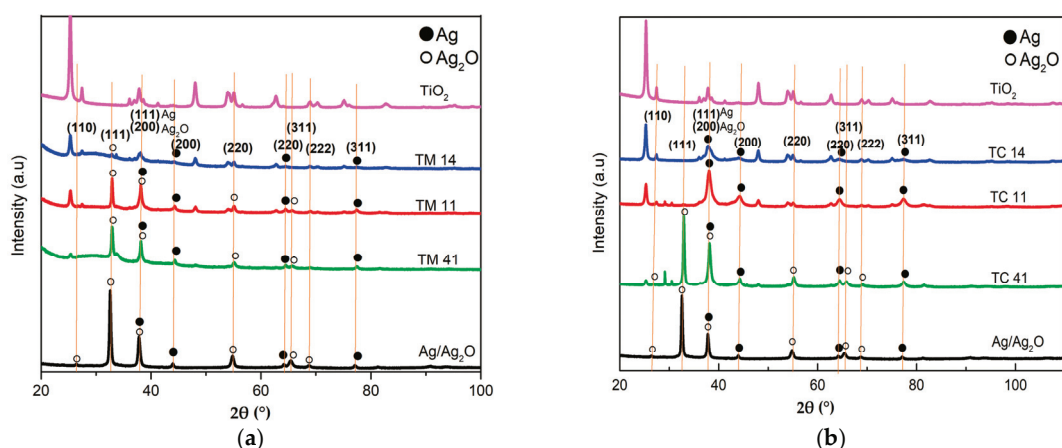 Ag
Ag₂O
TiO₂
(110)
(111)
(111) Ag
(200) Ag₂O
(200)
(220)
(220)
(311)
(222)
(311)
TM 14
TM 11
TM 41
Ag/Ag₂O
Intensity (a.u)
20 40 60 80 100
2θ (°)
(a)
Ag
Ag₂O
TiO₂
(110)
(111)
(111) Ag
(200) Ag₂O
(200)
(220)
(220)
(311)
(222)
(311)
TC 14
TC 11
TC 41
Ag/Ag₂O
Intensity (a.u)
20 40 60 80 100
2θ (°)
(b)